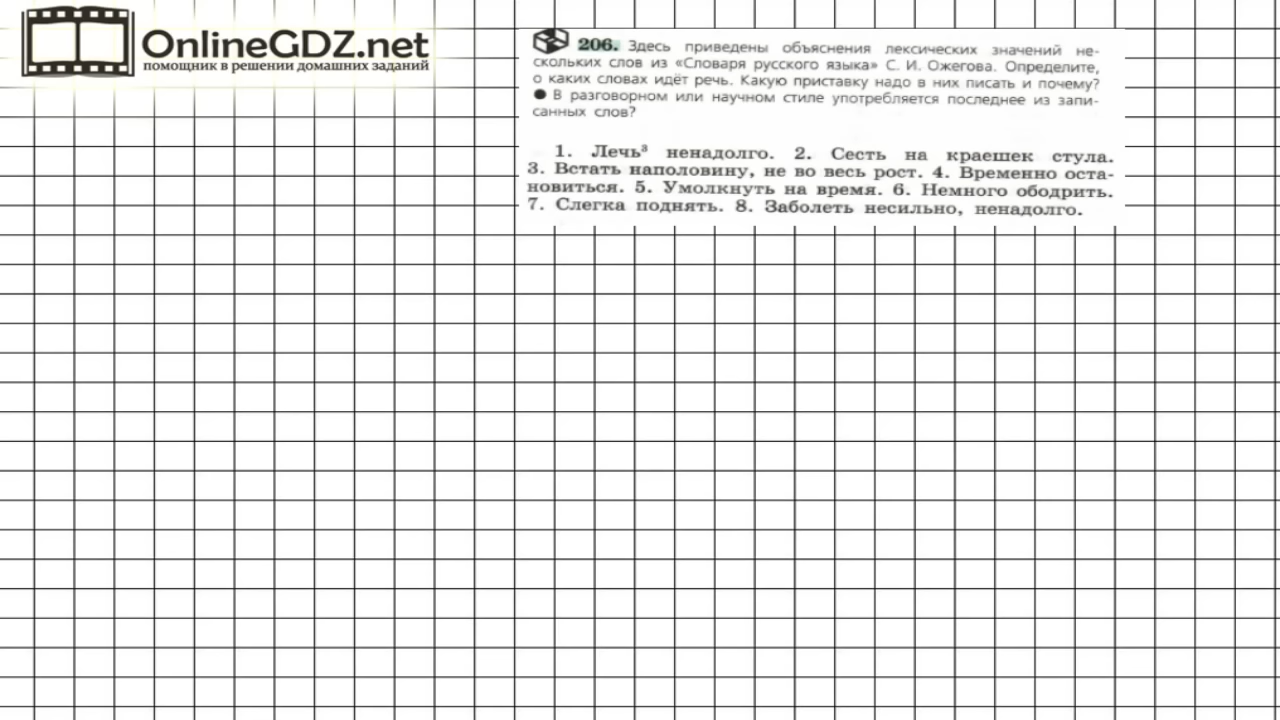 OnlineGDZ.net
помощник в решении домашних заданий
206. Здесь приведены объяснения лексических значений не-
скольких слов из «Словаря русского языка» С. И. Ожегова. Определите,
о каких словах идёт речь. Какую приставку надо в них писать и почему?
● В разговорном или научном стиле употребляется последнее из запи-
санных слов?
1. Лечь³ ненадолго. 2. Сесть на краешек стула.
3. Встать наполовину, не во весь рост. 4. Временно оста-
новиться. 5. Умолкнуть на время. 6. Немного ободрить.
7. Слегка поднять. 8. Заболеть несильно, ненадолго.